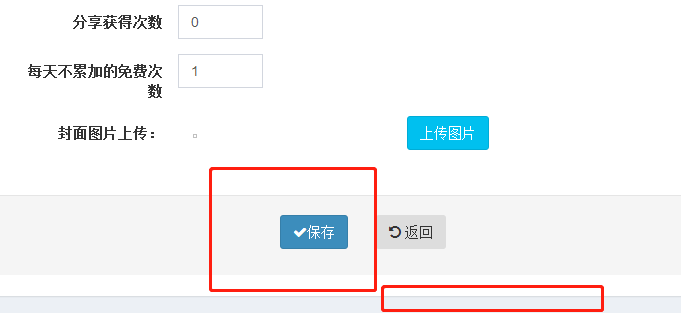 分享获得次数 0
每天不累加的免费次
数 1
封面图片上传： 上传图片
保存 返回